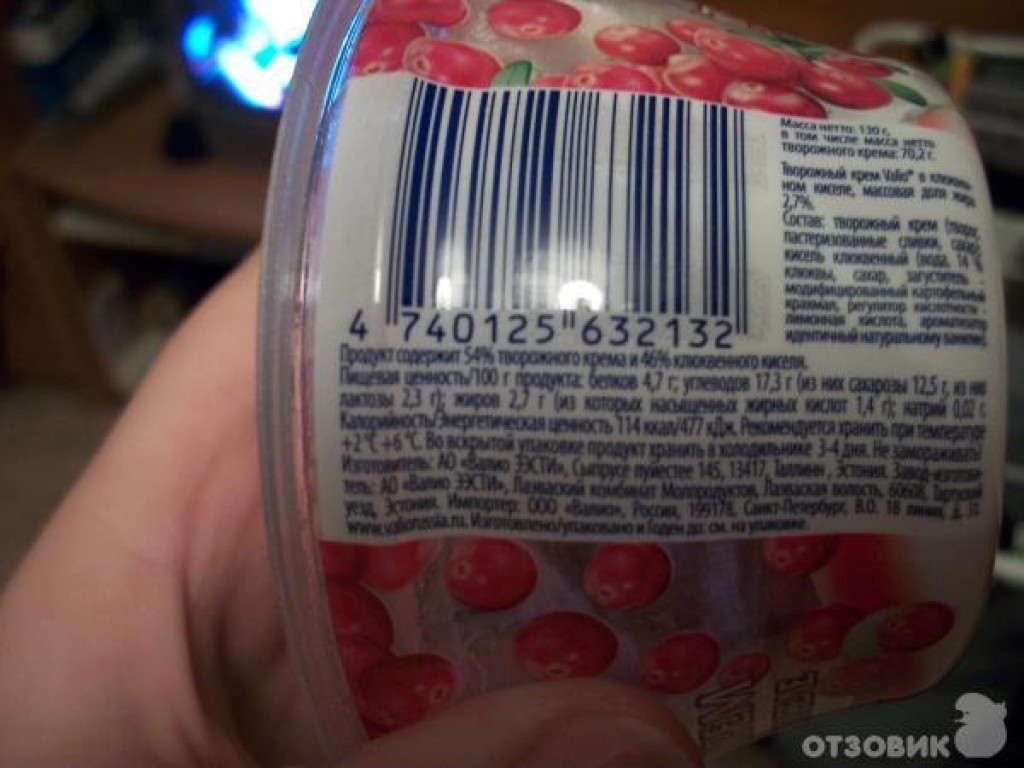 Масса нетто: 130 г,
в том числе масса нетто
творожного крема: 70,2 г.
Творожный крем Valio® в клюквен-
ном киселе, массовая доля жира
2,7%.
Состав: творожный крем (творог,
пастеризованные сливки, сахар),
кисель клюквенный (вода, 14 %
клюквы, сахар, загуститель -
модифицированный картофельный
крахмал, регулятор кислотности -
лимонная кислота, ароматизатор
идентичный натуральному ванилин).
4 740125 632132
Продукт содержит 54% творожного крема и 46% клюквенного киселя.
Пищевая ценность/100 г продукта: белков 4,7 г; углеводов 17,3 г (из них сахарозы 12,5 г, из них
лактозы 2,3 г); жиров 2,7 г (из которых насыщенных жирных кислот 1,4 г); натрий 0,02 г.
Калорийность/Энергетическая ценность 114 ккал/477 кДж. Рекомендуется хранить при температуре
+2°C +6°C. Во вскрытой упаковке продукт хранить в холодильнике 3-4 дня. Не замораживать!
Изготовитель: АО «Валио ЭЭСТИ», Сыпрусе пуйестее 145, 13417, Таллинн, Эстония. Завод-изготови-
тель: АО «Валио ЭЭСТИ», Лаэваский комбинат Молпродуктов, Лаэваская волость, 60608, Тартуский
уезд, Эстония. Импортер: ООО «Валио», Россия, 199178, Санкт-Петербург, В.О. 18 линия, д. 31
www.valiorussia.ru. Изготовлено/упаковано и Годен до: см. на упаковке.
ОТЗОВИК